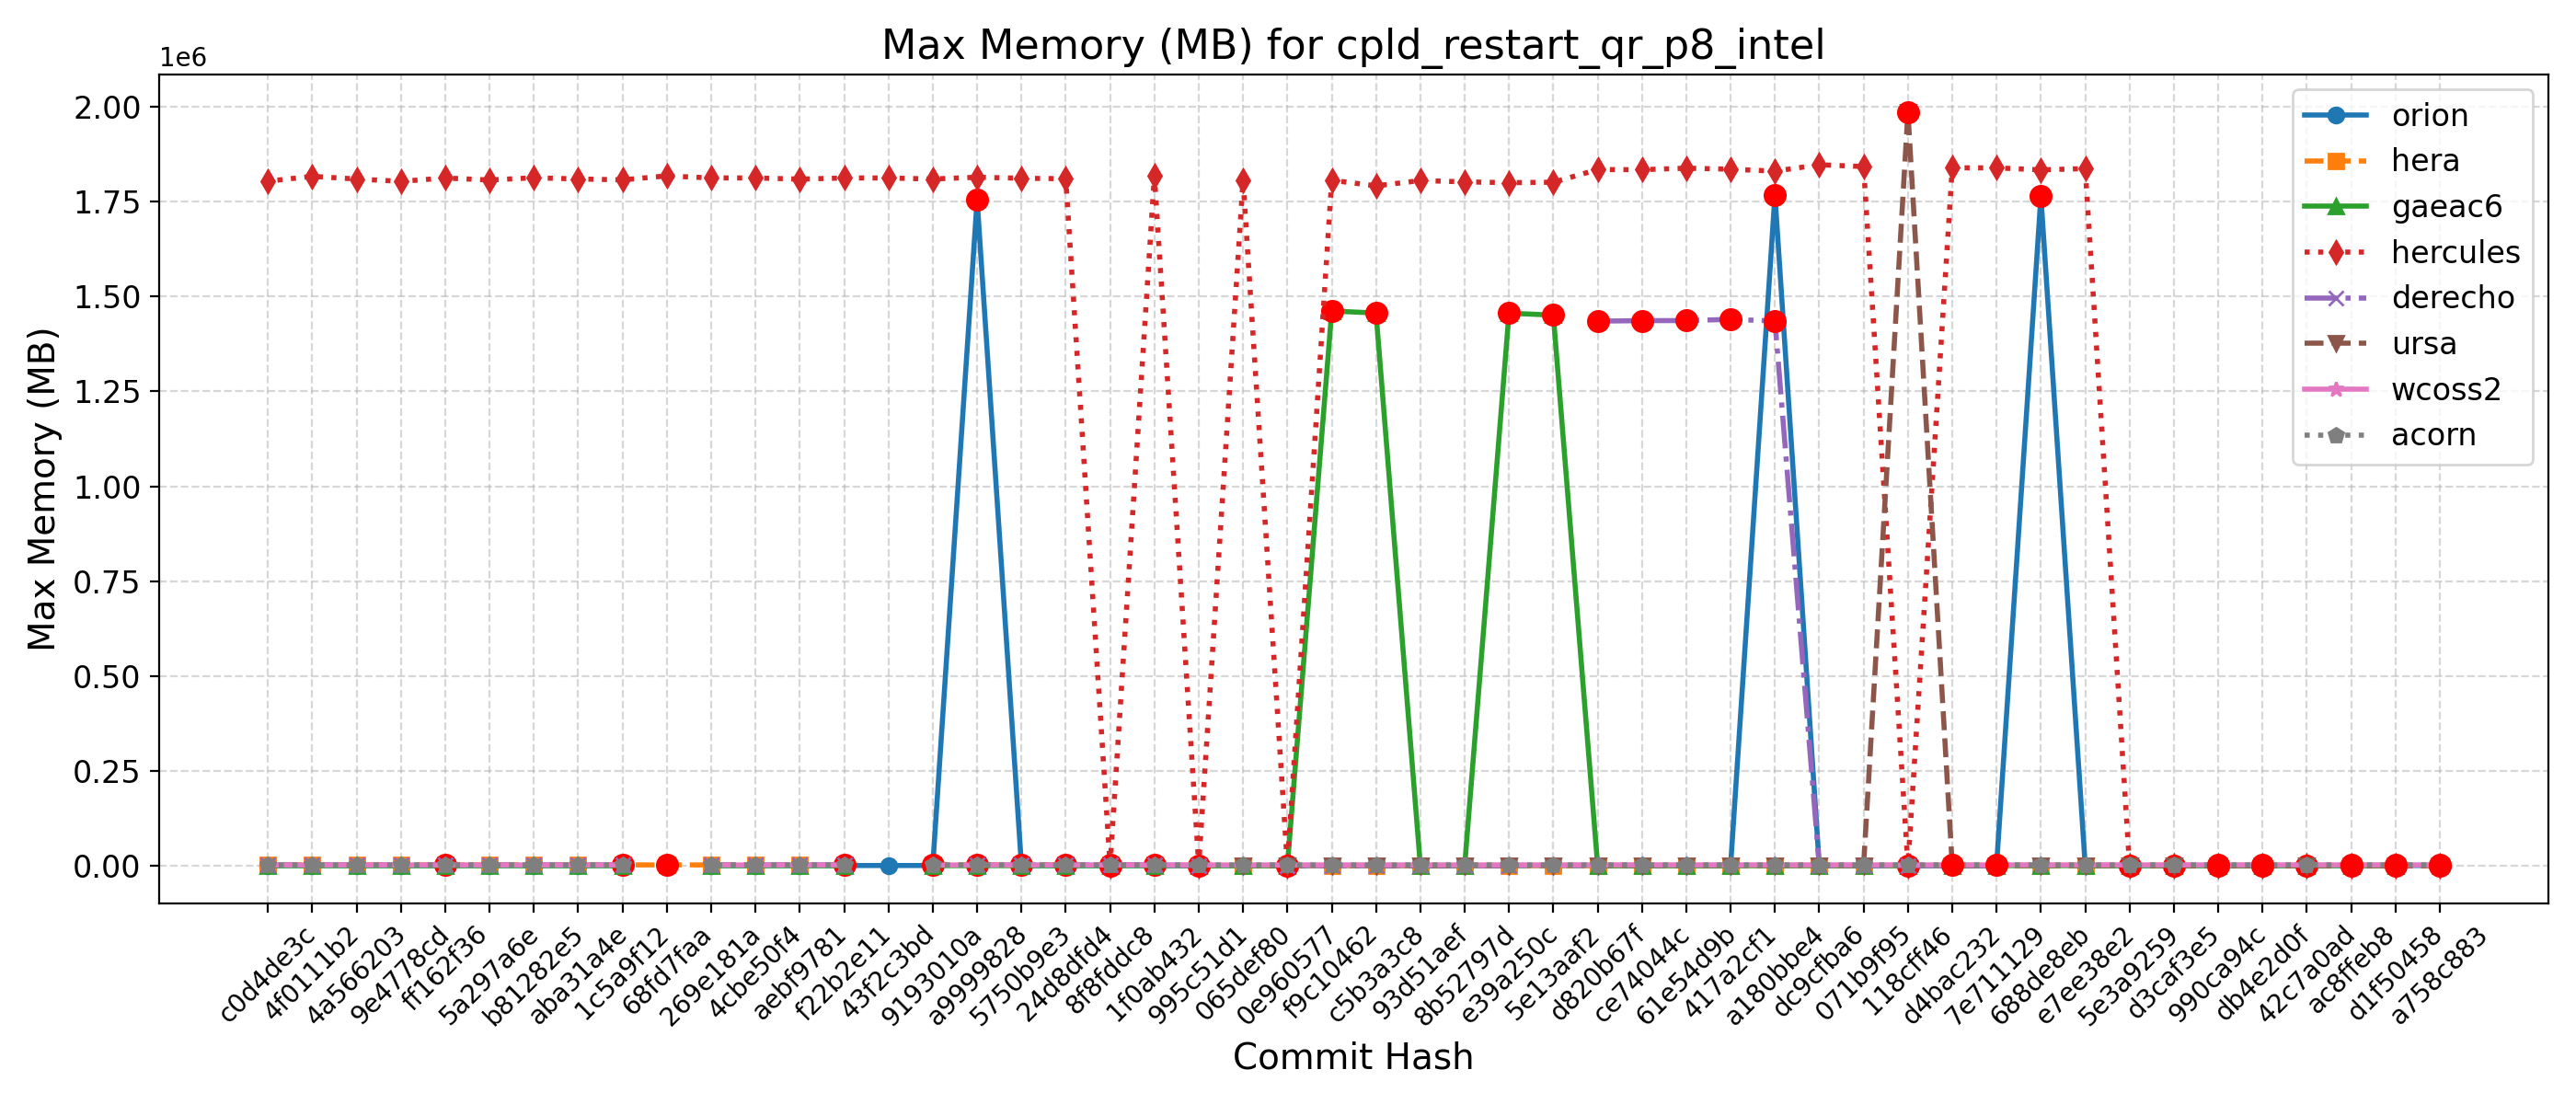 Max Memory (MB) for cpld_restart_qr_p8_intel
1e6
2.00
1.75
1.50
1.25
1.00
0.75
0.50
0.25
0.00
Max Memory (MB)
orion
hera
gaeac6
hercules
derecho
ursa
wcoss2
acorn
c0d4de3c
4f0111b2
4a566203
9e4778cd
ff162f36
5a297a6e
b81282e5
aba31a4e
1c5a9f12
68fd7faa
269e181a
4cbe50f4
aebf9781
f22b2e11
43f2c3bd
9193010a
a9999828
5750b9e3
24d8dfd4
8f8fddc8
1f0ab432
995c51d1
065def80
0e960577
f9c10462
c5b3a3c8
93d51aef
8b52797d
e39a250c
5e13aaf2
d820b67f
ce74044c
61e54d9b
417a2cf1
a180bbe4
dc9cfba6
071b9f95
118cff46
d4bac232
7e711129
688de8eb
e7ee38e2
5e3a9259
d3caf3e5
990ca94c
db4e2d0f
42c7a0ad
ac8ffeb8
d1f50458
a758c883
Commit Hash